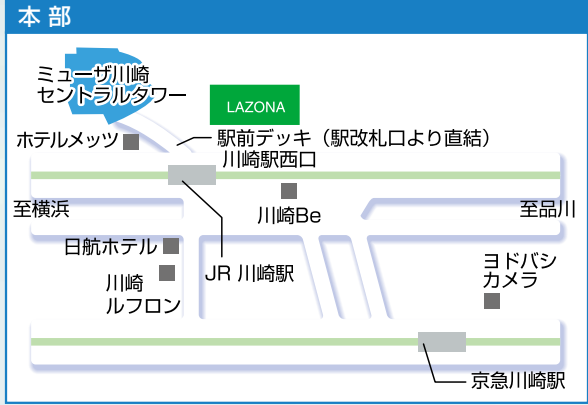 本部
ミューザ川崎
セントラルタワー
LAZONA
ホテルメッツ
駅前デッキ（駅改札口より直結）
川崎駅西口
至横浜
川崎Be
至品川
日航ホテル
川崎
ルフロン
JR 川崎駅
ヨドバシ
カメラ
京急川崎駅